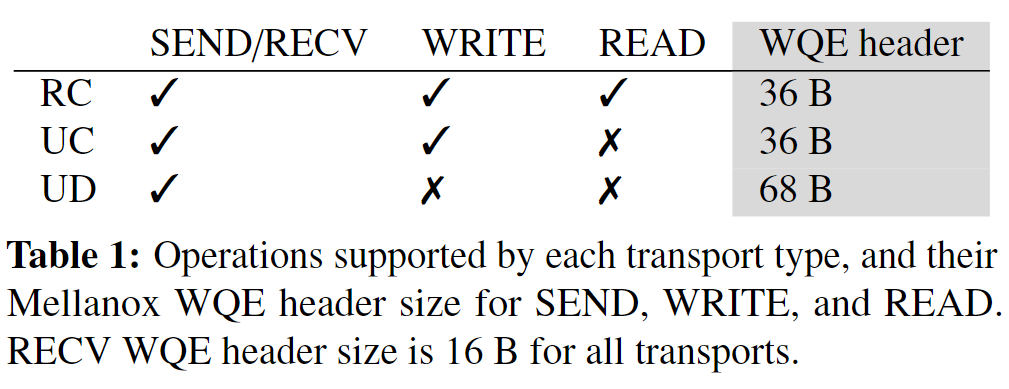 SEND/RECV WRITE READ WQE header
RC ✓ ✓ ✓ 36 B
UC ✓ ✓ ✗ 36 B
UD ✓ ✗ ✗ 68 B
Table 1: Operations supported by each transport type, and their
Mellanox WQE header size for SEND, WRITE, and READ.
RECV WQE header size is 16 B for all transports.